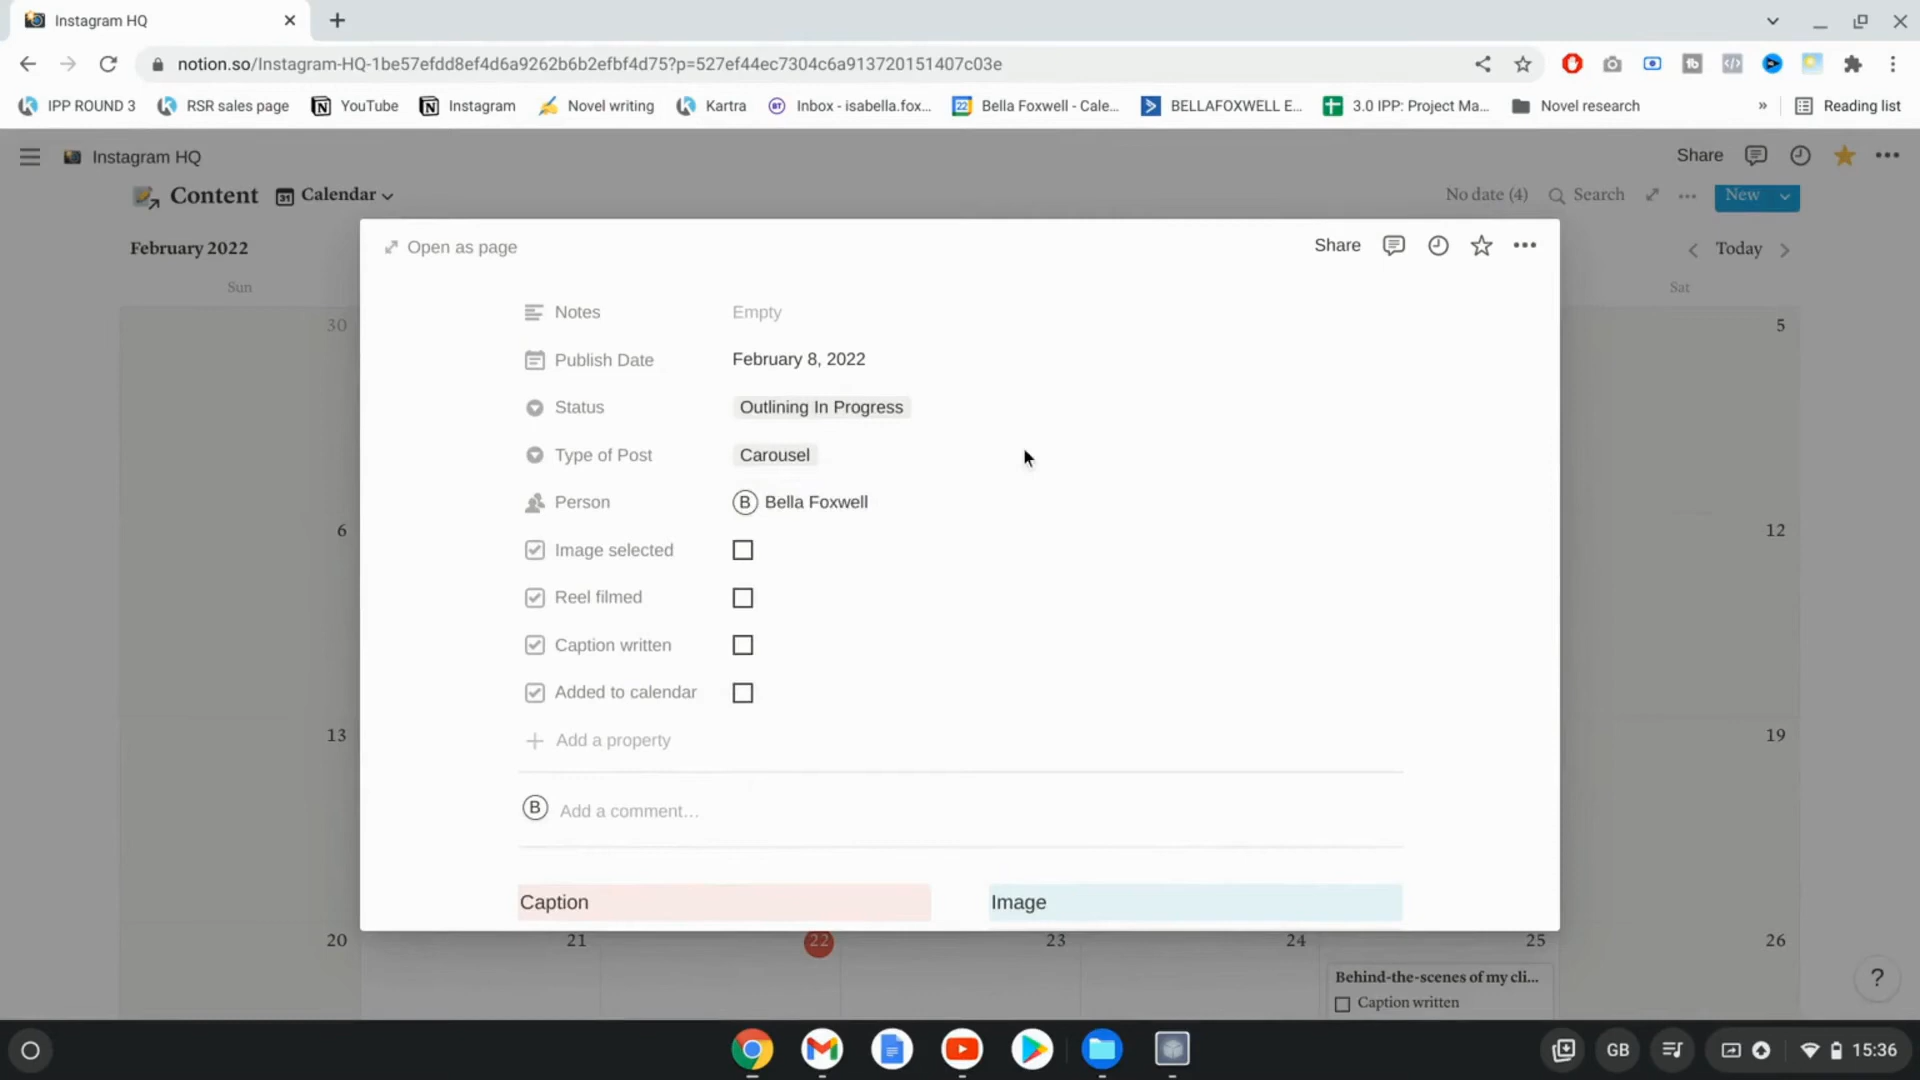 Instagram HQ
notion.so/Instagram-HQ-1be57efdd8ef4d6a9262b6b2efbf4d75?p=527ef44ec7304c6a913720151407c03e
IPP ROUND 3 RSR sales page YouTube Instagram Novel writing Kartra Inbox - isabella.fox... Bella Foxwell - Cale... BELLAFOXWELL E... 3.0 IPP: Project Ma... Novel research » Reading list
Instagram HQ Share
Content 31 Calendar No date (4) Search New
February 2022 Today
Sun Sat
Open as page Share
Notes Empty
Publish Date February 8, 2022
Status Outlining In Progress
Type of Post Carousel
Person B Bella Foxwell
Image selected
Reel filmed
Caption written
Added to calendar
Add a property
B Add a comment...
Caption Image
30 5
6 12
13 19
20 21 22 23 24 25 26
Behind-the-scenes of my cli...
Caption written
?
GB 15:36